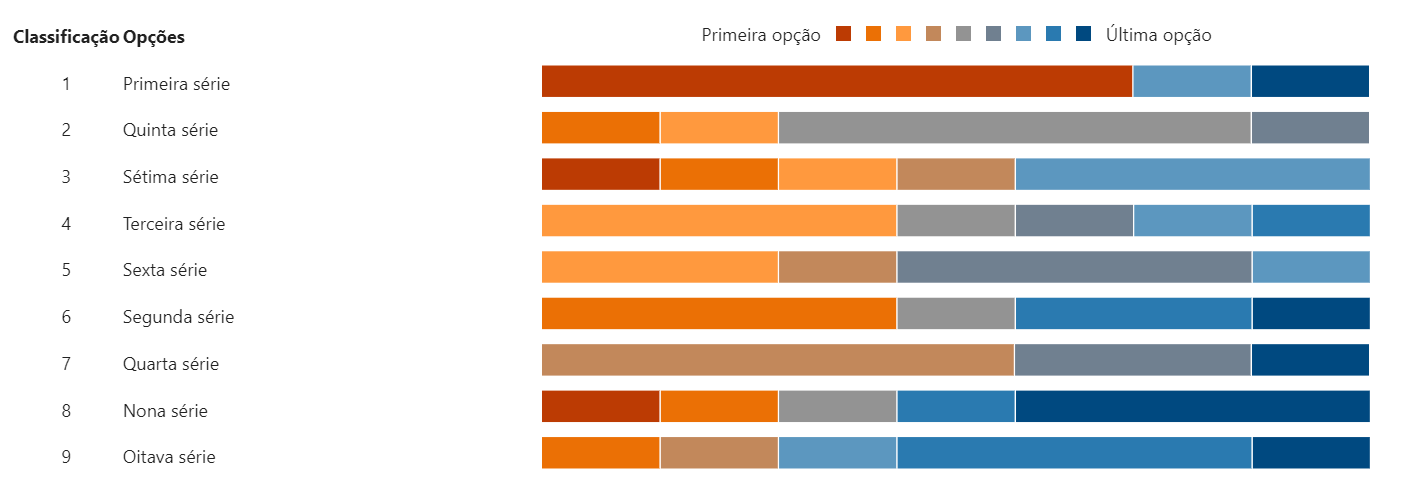 Classificação Opções Primeira opção Última opção
1 Primeira série
2 Quinta série
3 Sétima série
4 Terceira série
5 Sexta série
6 Segunda série
7 Quarta série
8 Nona série
9 Oitava série